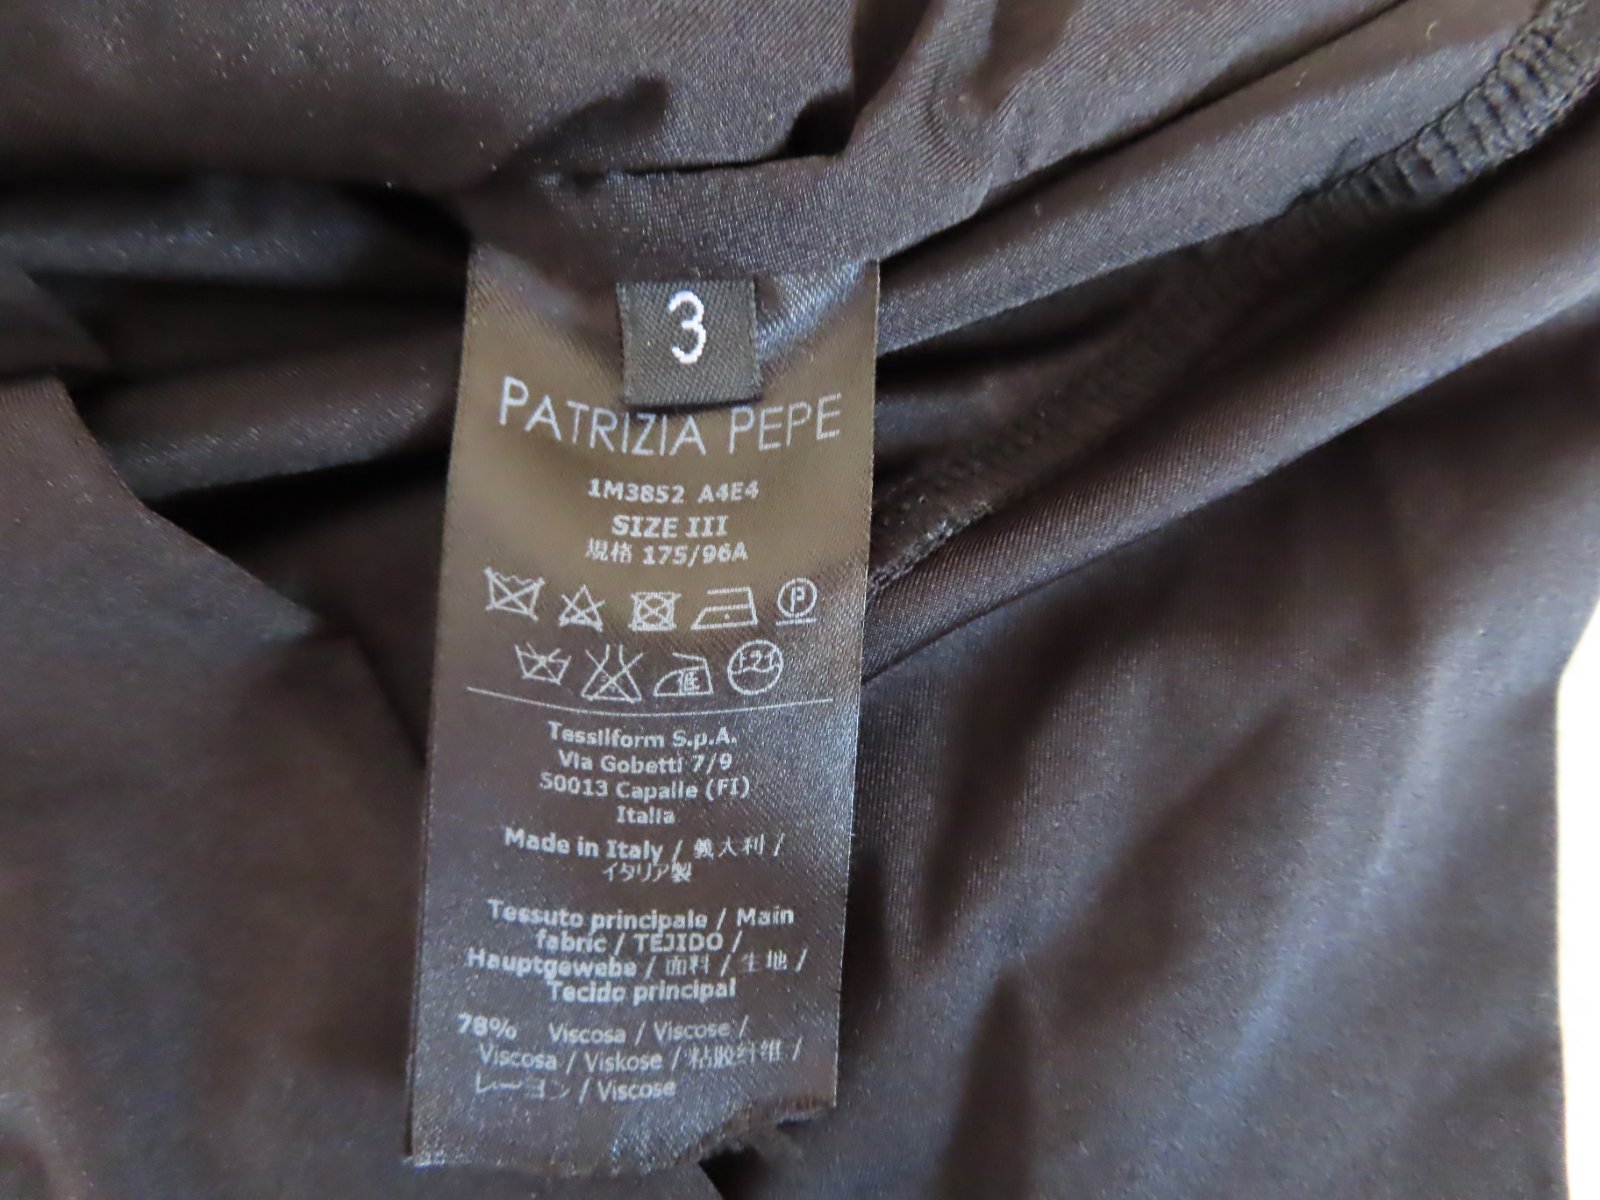 3
PATRIZIA PEPE
1M3852 A4E4
SIZE III
規格 175/96A
P
低
Tessilform S.p.A.
Via Gobetti 7/9
50013 Capalle (FI)
Italia
Made in Italy / 義大利 /
イタリア製
Tessuto principale / Main
fabric / TEJIDO /
Hauptgewebe / 面料 / 生地 /
Tecido principal
78% Viscosa / Viscose /
Viscosa / Viskose / 粘胶纤维 /
レーヨン / Viscose